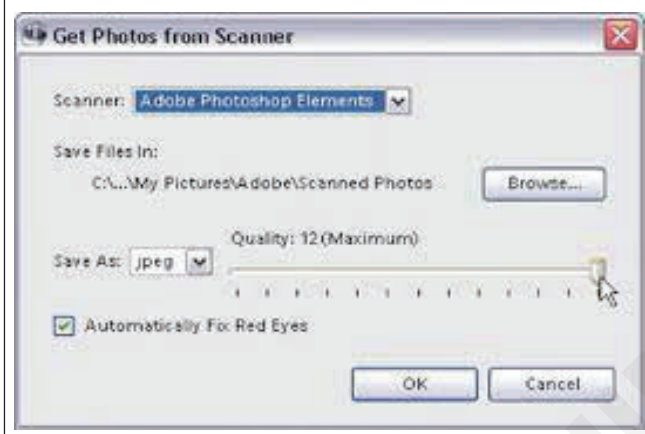 Get Photos from Scanner
Scanner: Adobe Photoshop Elements
Save Files In:
C:\...\My Pictures\Adobe\Scanned Photos Browse...
Quality: 12 (Maximum)
Save As: jpeg
Automatically Fix Red Eyes
OK Cancel